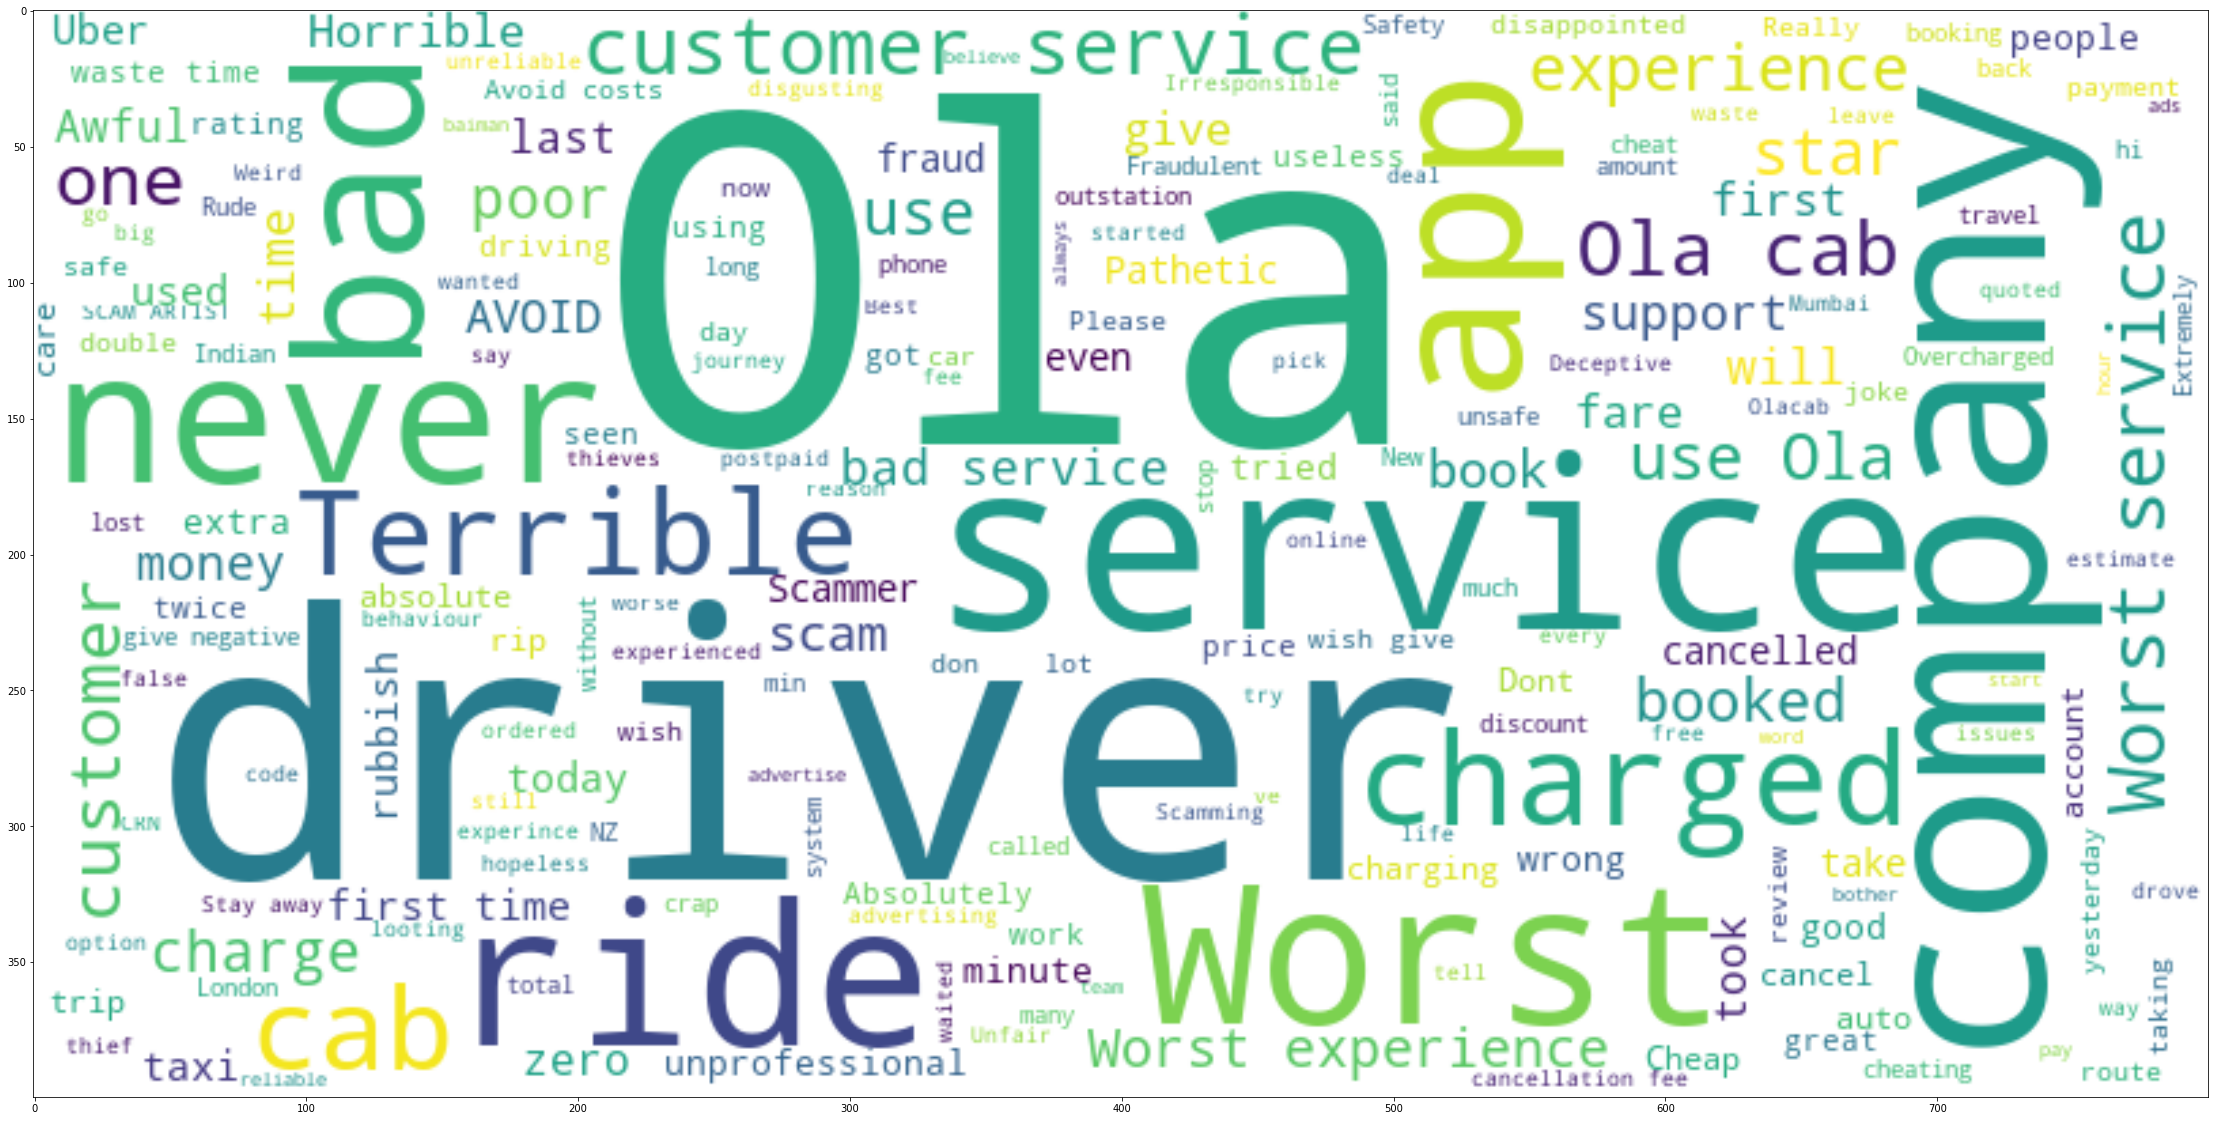 Uber
Horrible
customer service
believe
Safety
disappointed
Really
booking
people
waste time
bad
unreliable
Avoid costs
disgusting
Irresponsible
said
experience
back
payment
ads
Awful
rating
baiman
last
Ola
fraud
give
Fraudulent
useless
deal
app
waste
leave
cheat
amount
star
company
hi
one
Weird
Rude
poor
now
use
outstation
first
travel
go
big
time
driving
using
always
started
Ola cab
Worst service
safe
used
wanted
long
phone
Pathetic
quoted
care
SCAM ARTIST
AVOID
Best
Please
support
Mumbai
Extremely
double
Indian
say
day
journey
got
car
fee
even
pick
Deceptive
will
Overcharged
hour
never
joke
unsafe
fare
Olacab
seen
thieves
postpaid
bad service
stop
tried
New
book
use Ola
Terrible
reason
service
lost
extra
money
online
estimate
customer
twice
absolute
behaviour
without
worse
Scammer
much
give negative
rip
experienced
scam
price
wish give
every
cancelled
false
rubbish
driver
min
don
lot
try
Dont
booked
start
account
ordered
wish
discount
free
word
issues
code
today
advertise
charged
still
Scamming
ve
experince
NZ
system
life
yesterday
hopeless
called
charging
wrong
review
take
bother
drove
Stay away
first time
crap
Absolutely
advertising
Worst
option
looting
charge
ride
work
took
good
London
total
waited
minute
team
tell
cancel
taking
trip
cab
many
Unfair
auto
way
thief
taxi
reliable
zero
unprofessional
Worst experience
Cheap
great
pay
cancellation fee
cheating
route
0
50
100
150
200
250
300
350
0 100 200 300 400 500 600 700